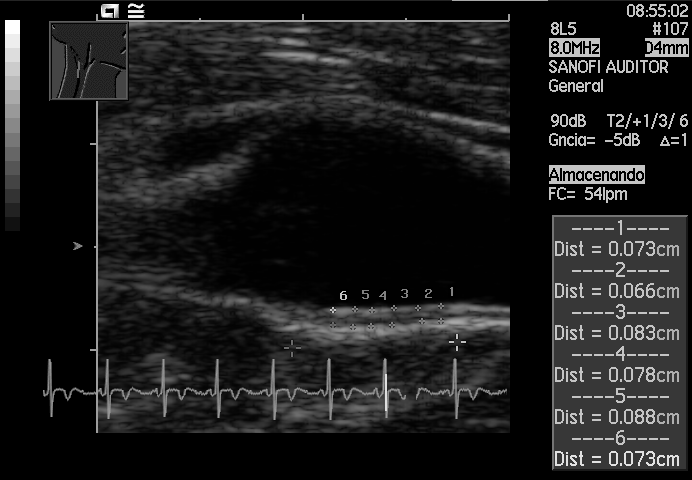 08:55:02
8L5 #107
8.0MHz 04mm
SANOFI AUDITOR
General
90dB T2/+1/3/ 6
Gncia= -5dB Δ=1
Almacenando
FC= 54lpm
----1----
Dist = 0.073cm
----2----
Dist = 0.066cm
----3----
Dist = 0.083cm
----4----
Dist = 0.078cm
----5----
Dist = 0.088cm
----6----
Dist = 0.073cm
6 5 4 3 2 1